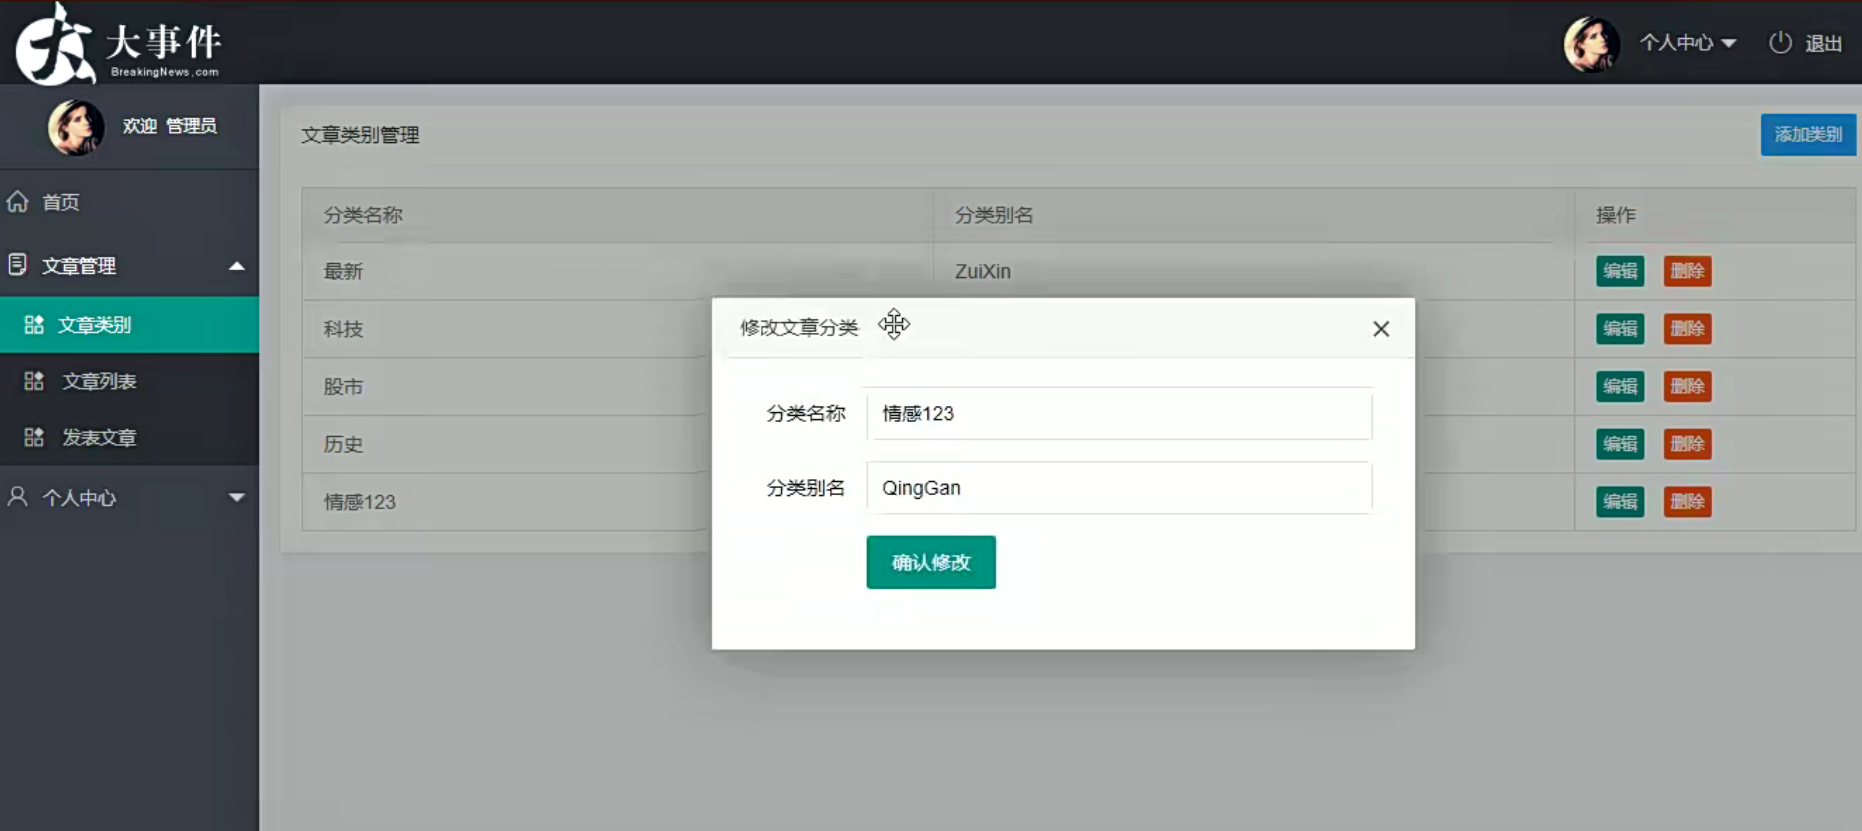 大事件
BreakingNews.com
个人中心
退出
欢迎 管理员
首页
文章管理
文章类别
文章列表
发表文章
个人中心
文章类别管理
添加类别
分类名称 分类别名 操作
最新 ZuiXin 编辑 删除
科技 编辑 删除
股市 编辑 删除
历史 编辑 删除
情感123 编辑 删除
修改文章分类
分类名称 情感123
分类别名 QingGan
确认修改